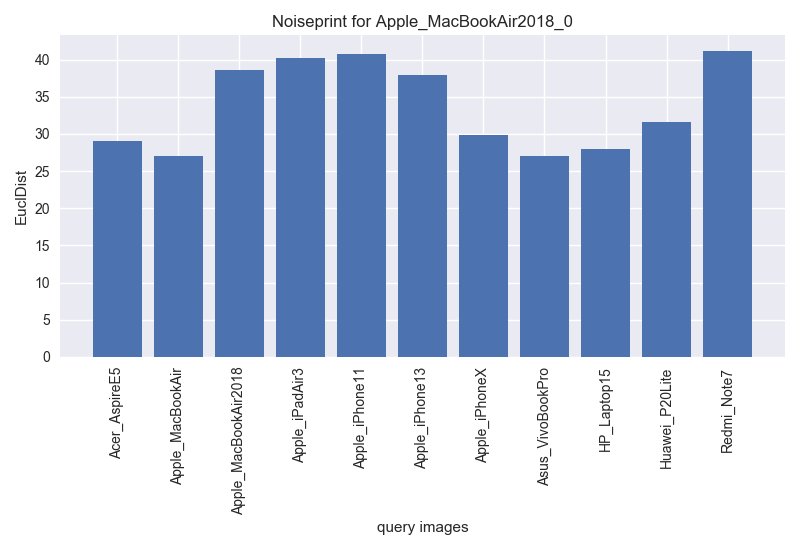 Noiseprint for Apple_MacBookAir2018_0
EuclDist
40
35
30
25
20
15
10
5
0
Acer_AspireE5
Apple_MacBookAir
Apple_MacBookAir2018
Apple_iPadAir3
Apple_iPhone11
Apple_iPhone13
Apple_iPhoneX
Asus_VivoBookPro
HP_Laptop15
Huawei_P20Lite
Redmi_Note7
query images